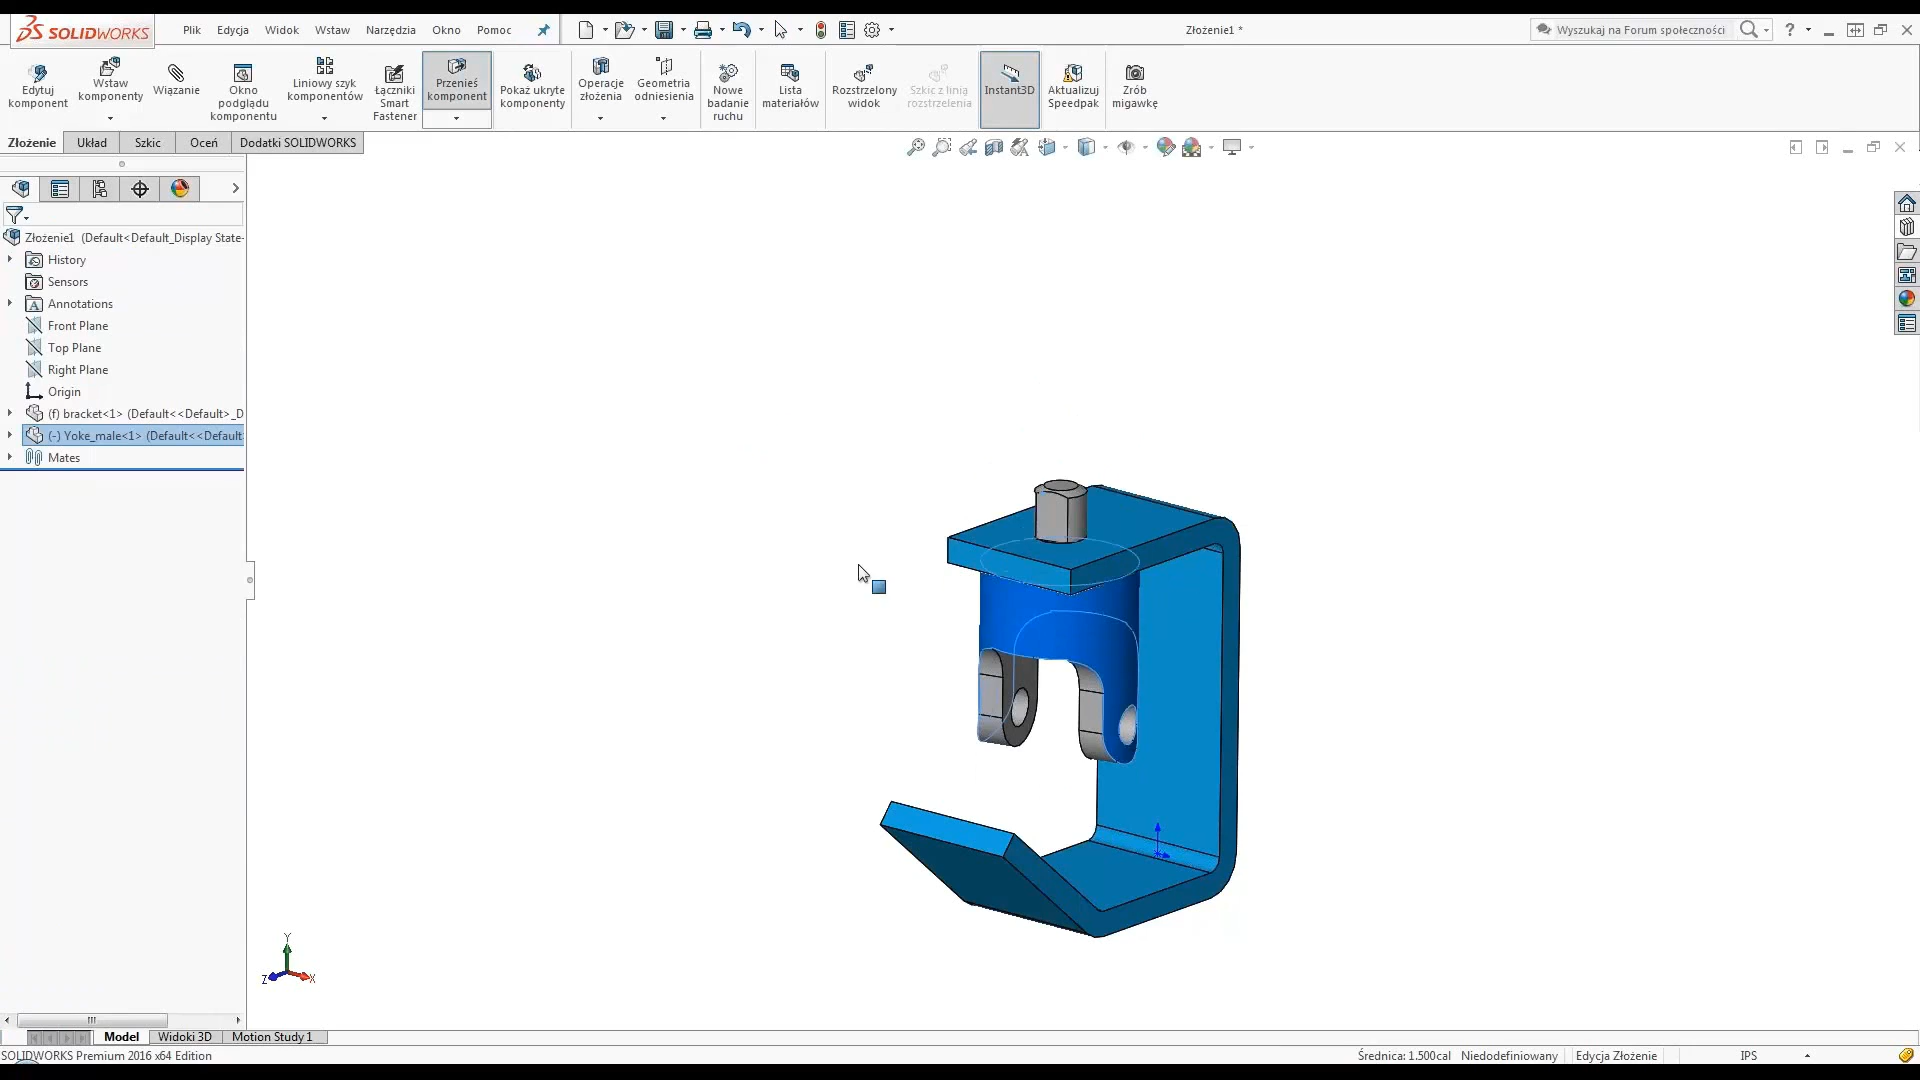 SOLIDWORKS
Plik Edycja Widok Wstaw Narzędzia Okno Pomoc
Złożenie1 *
Wyszukaj na Forum społeczności
?
Edytuj komponent
Wstaw komponenty
Wiązanie
Okno podglądu komponentu
Liniowy szyk komponentów
Łączniki Smart Fastener
Przenieś komponent
Pokaż ukryte komponenty
Operacje złożenia
Geometria odniesienia
Nowe badanie ruchu
Lista materiałów
Rozstrzelony widok
Szkic z linią rozstrzelenia
Instant3D
Aktualizuj Speedpak
Zrób migawkę
Złożenie Układ Szkic Oceń Dodatki SOLIDWORKS
Złożenie1 (Default<Default_Display State-
History
Sensors
Annotations
Front Plane
Top Plane
Right Plane
Origin
(f) bracket<1> (Default<<Default>_D
(-) Yoke_male<1> (Default<<Default
Mates
Y
Z X
Model Widoki 3D Motion Study 1
SOLIDWORKS Premium 2016 x64 Edition
Średnica: 1.500cal Niedodefiniowany Edycja Złożenie IPS